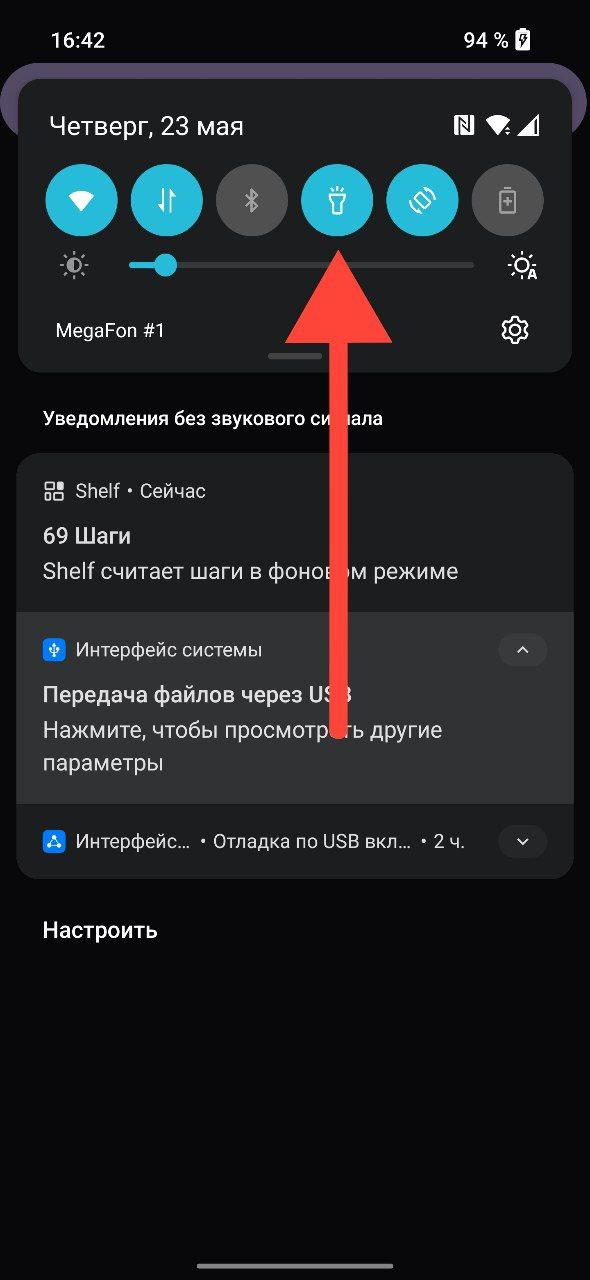 16:42
94 %
Четверг, 23 мая
MegaFon #1
Уведомления без звукового сигнала
Shelf • Сейчас
69 Шаги
Shelf считает шаги в фоновом режиме
Интерфейс системы
Передача файлов через USB
Нажмите, чтобы просмотреть другие
параметры
Интерфейс... • Отладка по USB вкл... • 2 ч.
Настроить